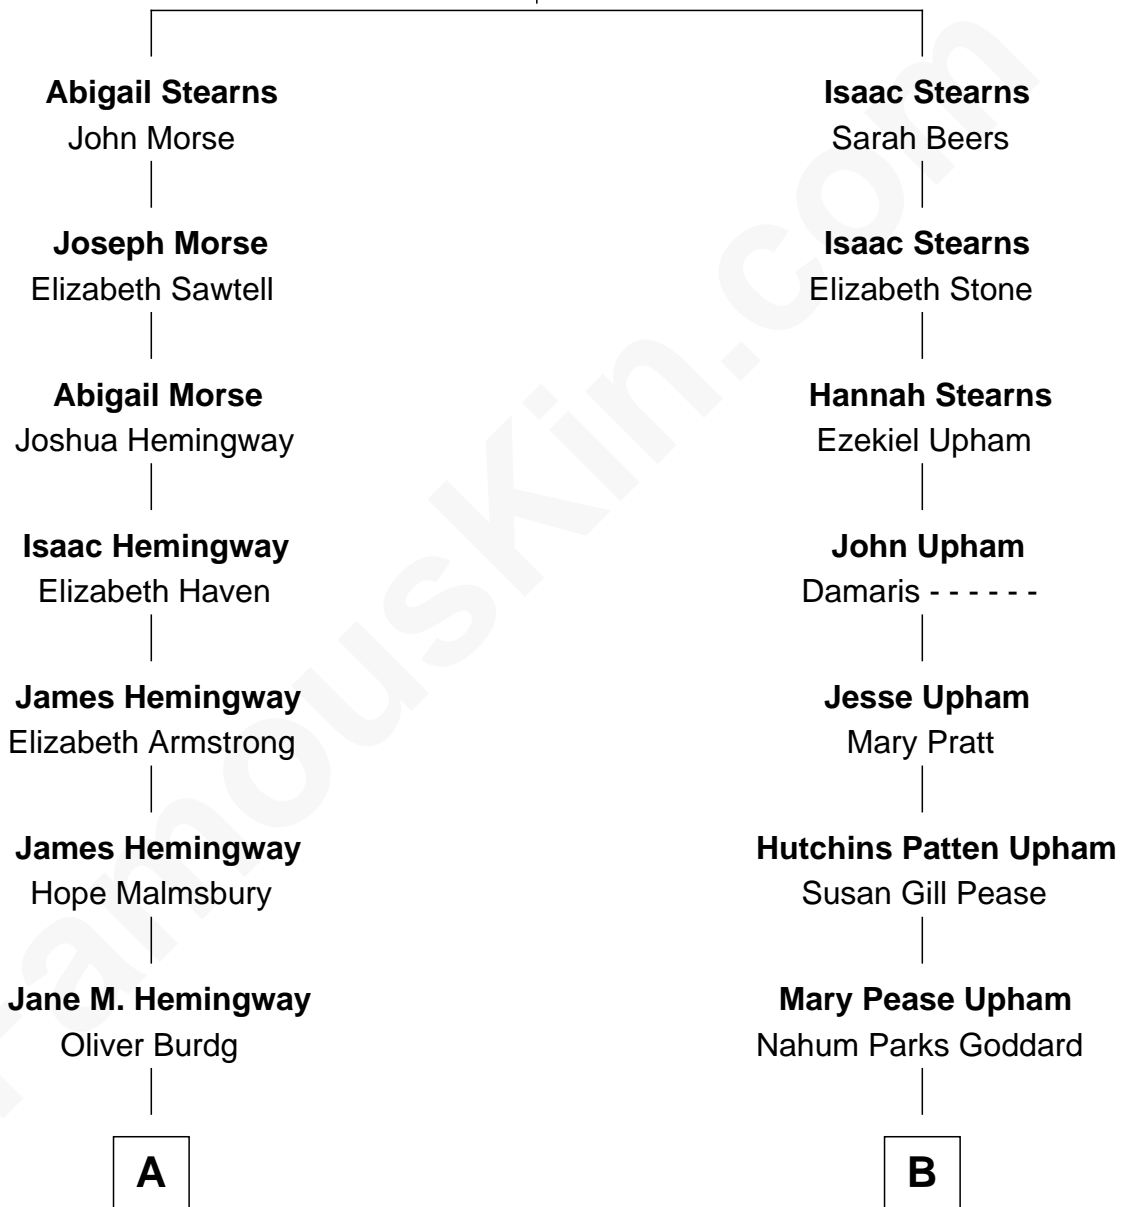 Abigail Stearns
John Morse
Joseph Morse
Elizabeth Sawtell
Abigail Morse
Joshua Hemingway
Isaac Hemingway
Elizabeth Haven
James Hemingway
Elizabeth Armstrong
James Hemingway
Hope Malmsbury
Jane M. Hemingway
Oliver Burdg
A
Isaac Stearns
Sarah Beers
Isaac Stearns
Elizabeth Stone
Hannah Stearns
Ezekiel Upham
John Upham
Damaris - - - - - -
Jesse Upham
Mary Pratt
Hutchins Patten Upham
Susan Gill Pease
Mary Pease Upham
Nahum Parks Goddard
B
FamousKin.com